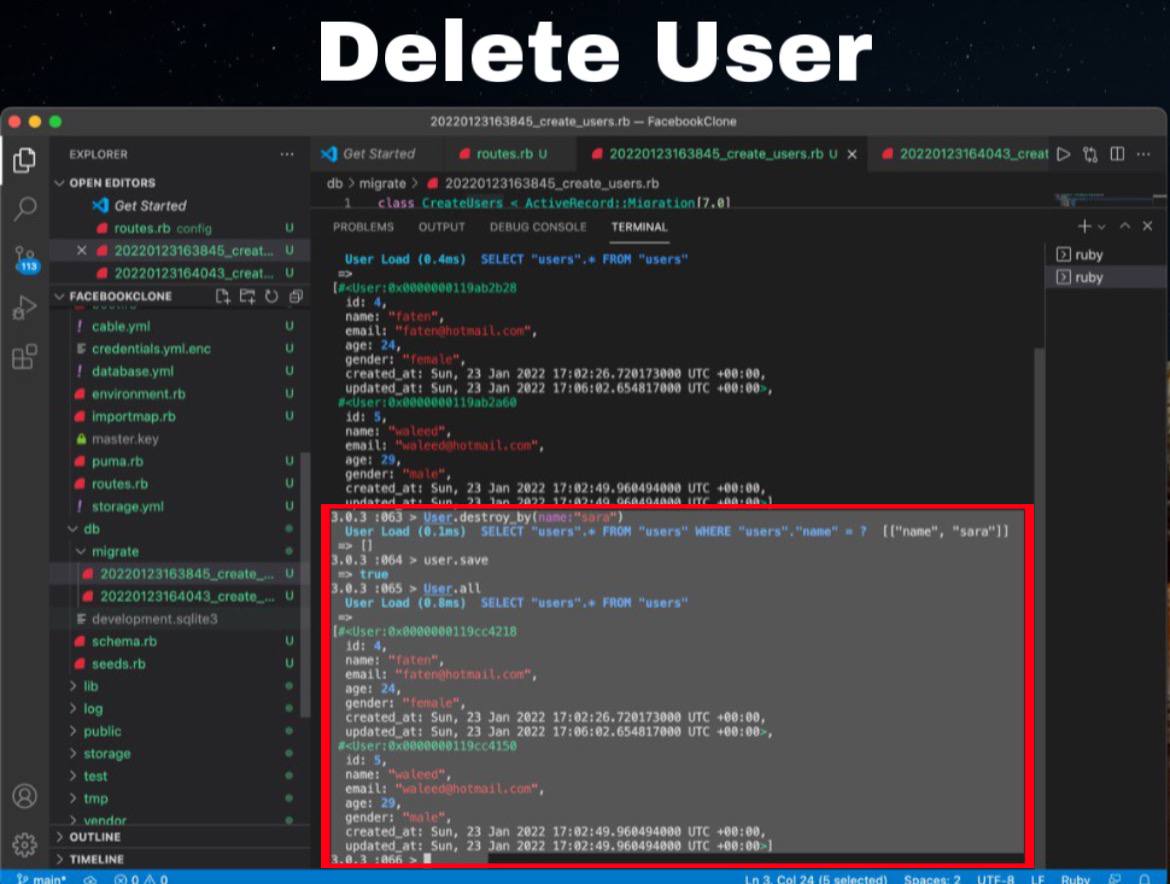 Delete User
20220123163845_create_users.rb — FacebookClone
EXPLORER
OPEN EDITORS
Get Started
routes.rb config U
20220123163845_creat... U
20220123164043_creat... U
113
FACEBOOKCLONE
cable.yml U
credentials.yml.enc U
database.yml U
environment.rb U
importmap.rb U
master.key
puma.rb U
routes.rb U
storage.yml U
db
migrate
20220123163845_create_... U
20220123164043_create_... U
development.sqlite3
schema.rb U
seeds.rb U
lib
log
public
storage
test
tmp
vendor
OUTLINE
TIMELINE
Get Started routes.rb U 20220123163845_create_users.rb U 20220123164043_creat
db > migrate > 20220123163845_create_users.rb
1 class CreateUsers < ActiveRecord::Migration[7.0]
PROBLEMS OUTPUT DEBUG CONSOLE TERMINAL
ruby
ruby
User Load (0.4ms) SELECT "users".* FROM "users"
=>
[#<User:0x0000000119ab2b28
id: 4,
name: "faten",
email: "faten@hotmail.com",
age: 24,
gender: "female",
created_at: Sun, 23 Jan 2022 17:02:26.720173000 UTC +00:00,
updated_at: Sun, 23 Jan 2022 17:06:02.654817000 UTC +00:00>,
#<User:0x0000000119ab2a60
id: 5,
name: "waleed",
email: "waleed@hotmail.com",
age: 29,
gender: "male",
created_at: Sun, 23 Jan 2022 17:02:49.960494000 UTC +00:00,
updated_at: Sun, 23 Jan 2022 17:02:49.960494000 UTC +00:00>]
3.0.3 :063 > User.destroy_by(name:"sara")
User Load (0.1ms) SELECT "users".* FROM "users" WHERE "users"."name" = ? [["name", "sara"]]
=> []
3.0.3 :064 > user.save
=> true
3.0.3 :065 > User.all
User Load (0.8ms) SELECT "users".* FROM "users"
=>
[#<User:0x0000000119cc4218
id: 4,
name: "faten",
email: "faten@hotmail.com",
age: 24,
gender: "female",
created_at: Sun, 23 Jan 2022 17:02:26.720173000 UTC +00:00,
updated_at: Sun, 23 Jan 2022 17:06:02.654817000 UTC +00:00>,
#<User:0x0000000119cc4150
id: 5,
name: "waleed",
email: "waleed@hotmail.com",
age: 29,
gender: "male",
created_at: Sun, 23 Jan 2022 17:02:49.960494000 UTC +00:00,
updated_at: Sun, 23 Jan 2022 17:02:49.960494000 UTC +00:00>]
3.0.3 :066 >
main* 0 0 Ln 3, Col 24 (5 selected) Spaces: 2 UTF-8 LF Ruby